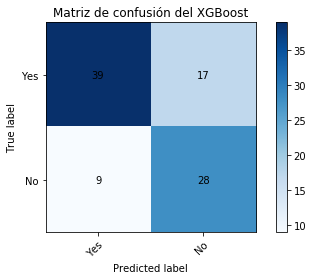 Matriz de confusión del XGBoost
True label
Yes
39
17
No
9
28
Yes
No
Predicted label
35
30
25
20
15
10